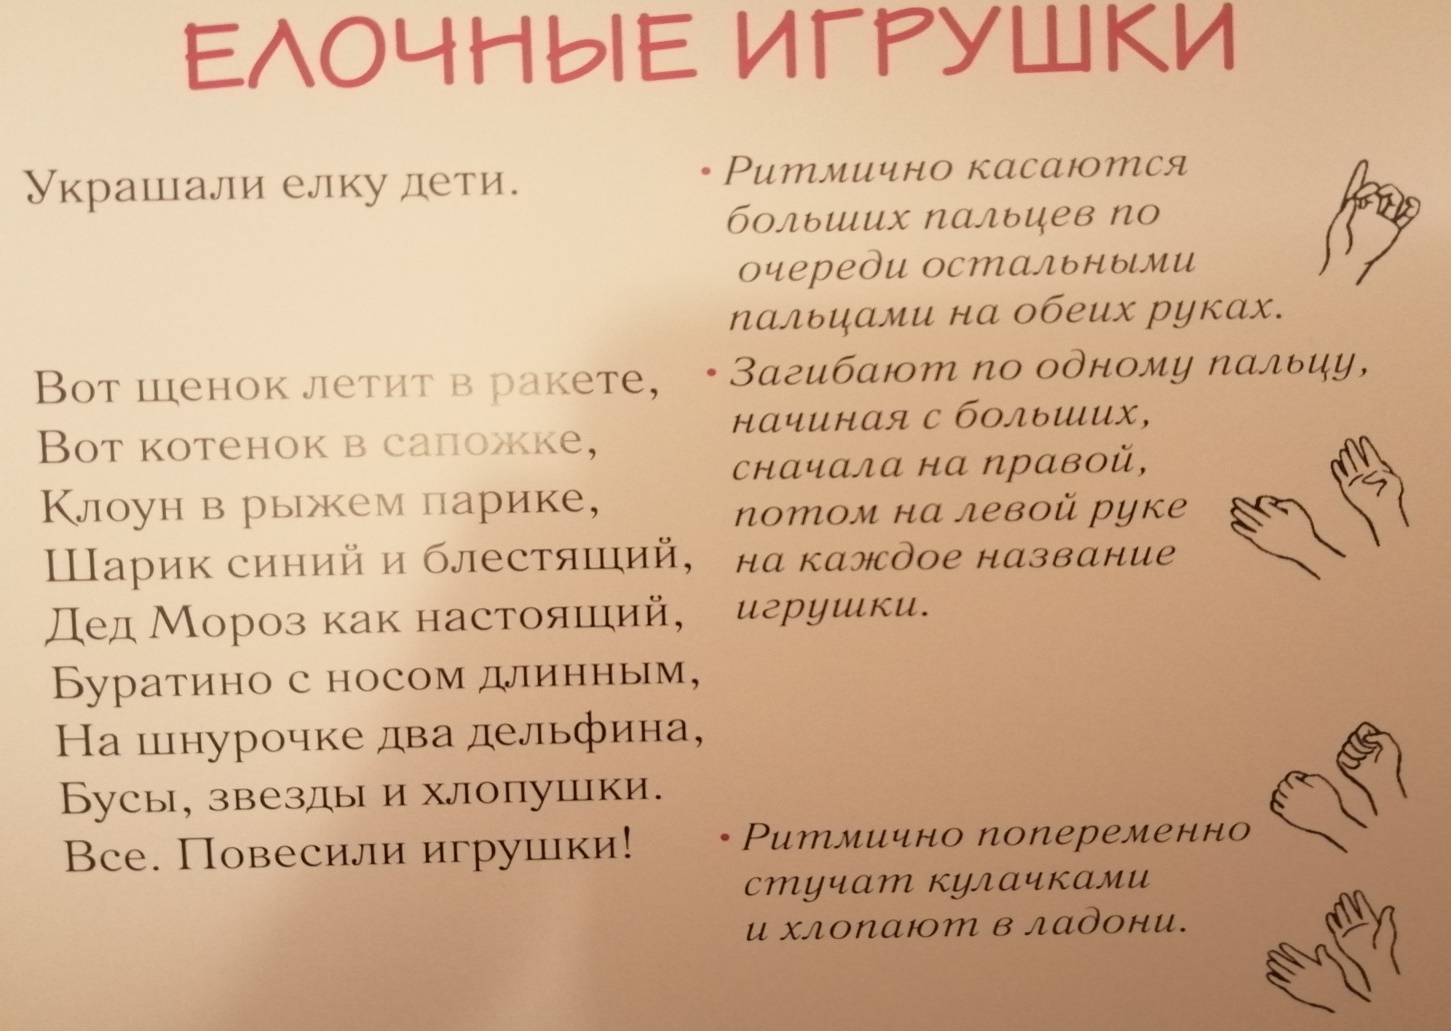 ЕЛОЧНЫЕ ИГРУШКИ
Украшали елку дети.
• Ритмично касаются
больших пальцев по
очереди остальными
пальцами на обеих руках.
Вот щенок летит в ракете,
Вот котенок в сапожке,
Клоун в рыжем парике,
Шарик синий и блестящий,
Дед Мороз как настоящий,
Буратино с носом длинным,
На шнурочке два дельфина,
Бусы, звезды и хлопушки.
• Загибают по одному пальцу,
начиная с больших,
сначала на правой,
потом на левой руке
на каждое название
игрушки.
Все. Повесили игрушки!
• Ритмично попеременно
стучат кулачками
и хлопают в ладони.